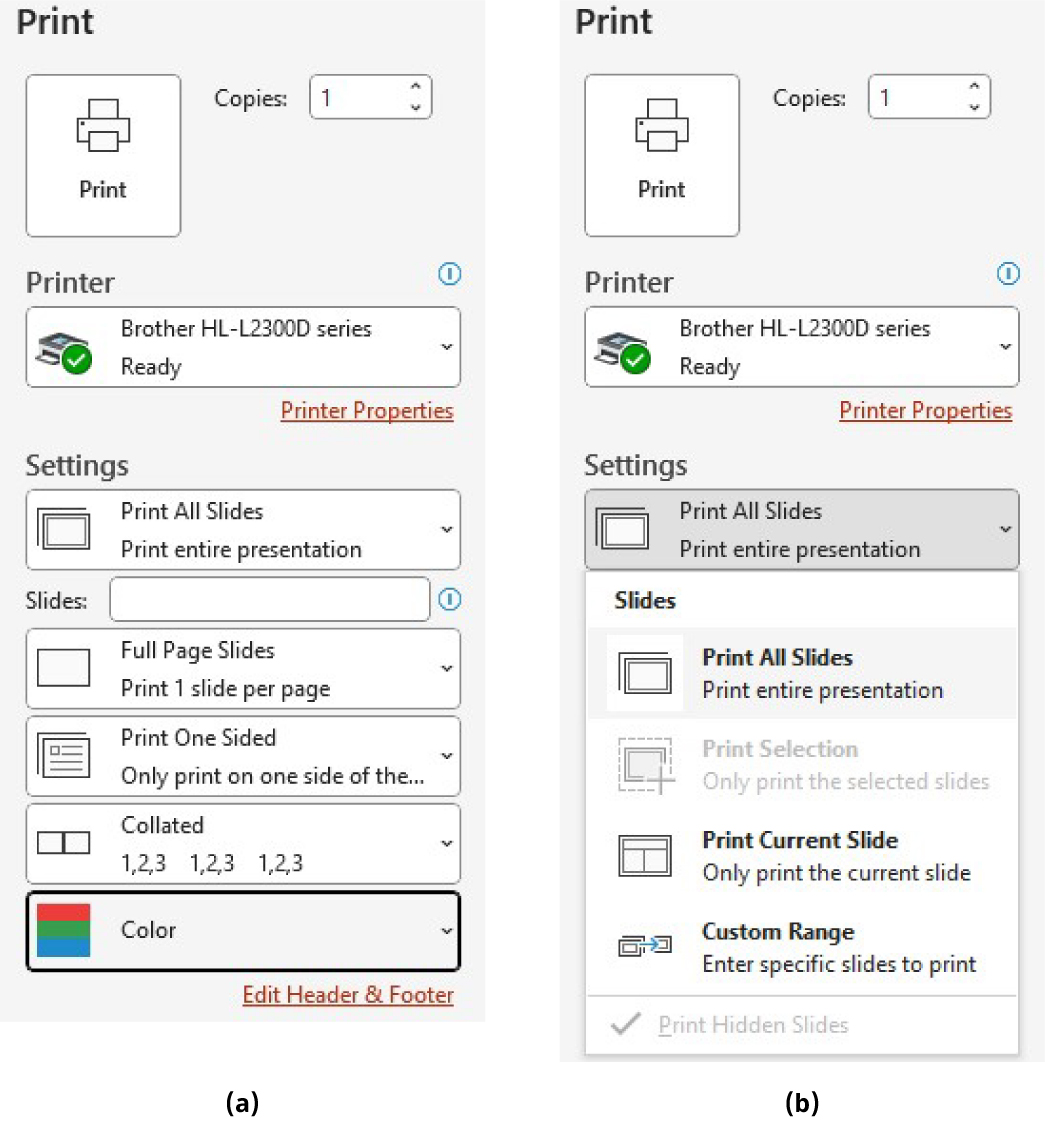 Print
Copies: 1
Print
Printer
Brother HL-L2300D series
Ready
Printer Properties
Settings
Print All Slides
Print entire presentation
Slides:
Full Page Slides
Print 1 slide per page
Print One Sided
Only print on one side of the...
Collated
1,2,3 1,2,3 1,2,3
Color
Edit Header & Footer
(a)
Print
Copies: 1
Print
Printer
Brother HL-L2300D series
Ready
Printer Properties
Settings
Print All Slides
Print entire presentation
Slides
Print All Slides
Print entire presentation
Print Selection
Only print the selected slides
Print Current Slide
Only print the current slide
Custom Range
Enter specific slides to print
Print Hidden Slides
(b)